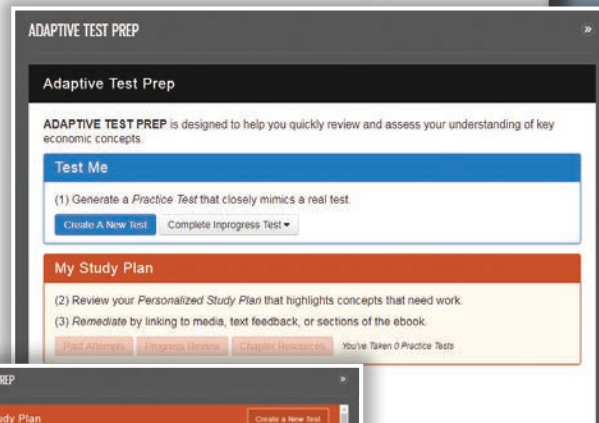 ADAPTIVE TEST PREP
»
Adaptive Test Prep
ADAPTIVE TEST PREP is designed to help you quickly review and assess your understanding of key
economic concepts.
Test Me
(1) Generate a Practice Test that closely mimics a real test.
Create A New Test Complete Inprogress Test
My Study Plan
(2) Review your Personalized Study Plan that highlights concepts that need work.
(3) Remediate by linking to media, text feedback, or sections of the ebook.
Past Attempts Progress Review Chapter Resources You've Taken 0 Practice Tests
REP »
udy Plan Create a New Test